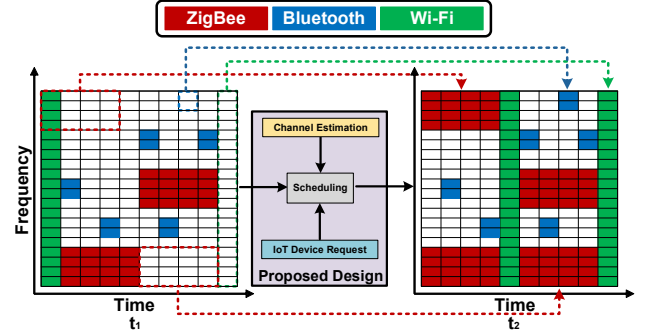 ZigBee Bluetooth Wi-Fi
Frequency
Channel Estimation
Scheduling
IoT Device Request
Proposed Design
Time
t1
Time
t2